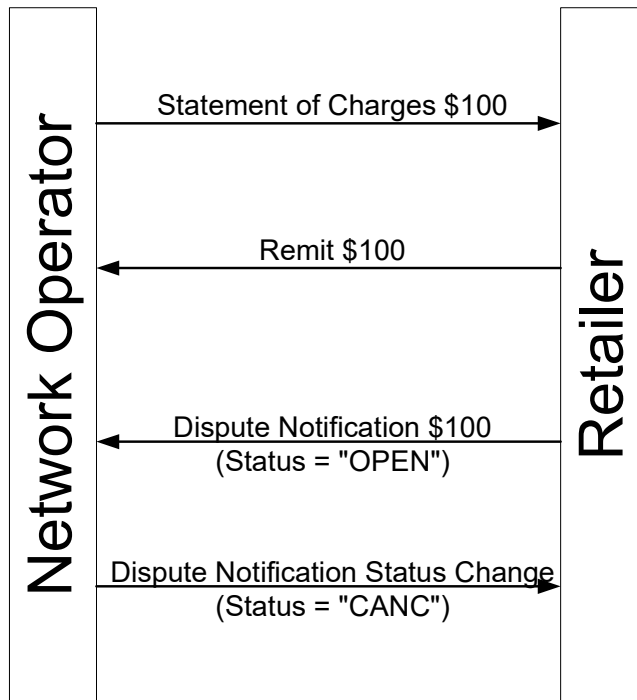 Network Operator
Statement of Charges $100
Remit $100
Dispute Notification $100
(Status = "OPEN")
Dispute Notification Status Change
(Status = "CANC")
Retailer